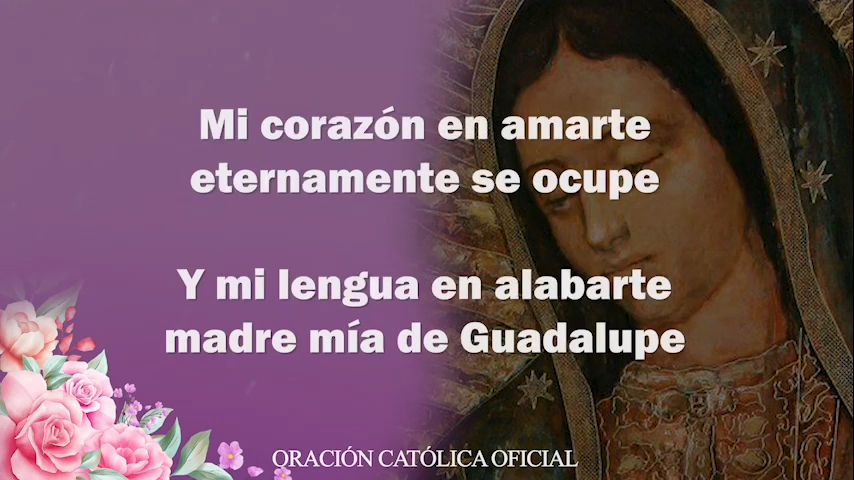 Mi corazón en amarte
eternamente se ocupe
Y mi lengua en alabarte
madre mía de Guadalupe
ORACIÓN CATÓLICA OFICIAL